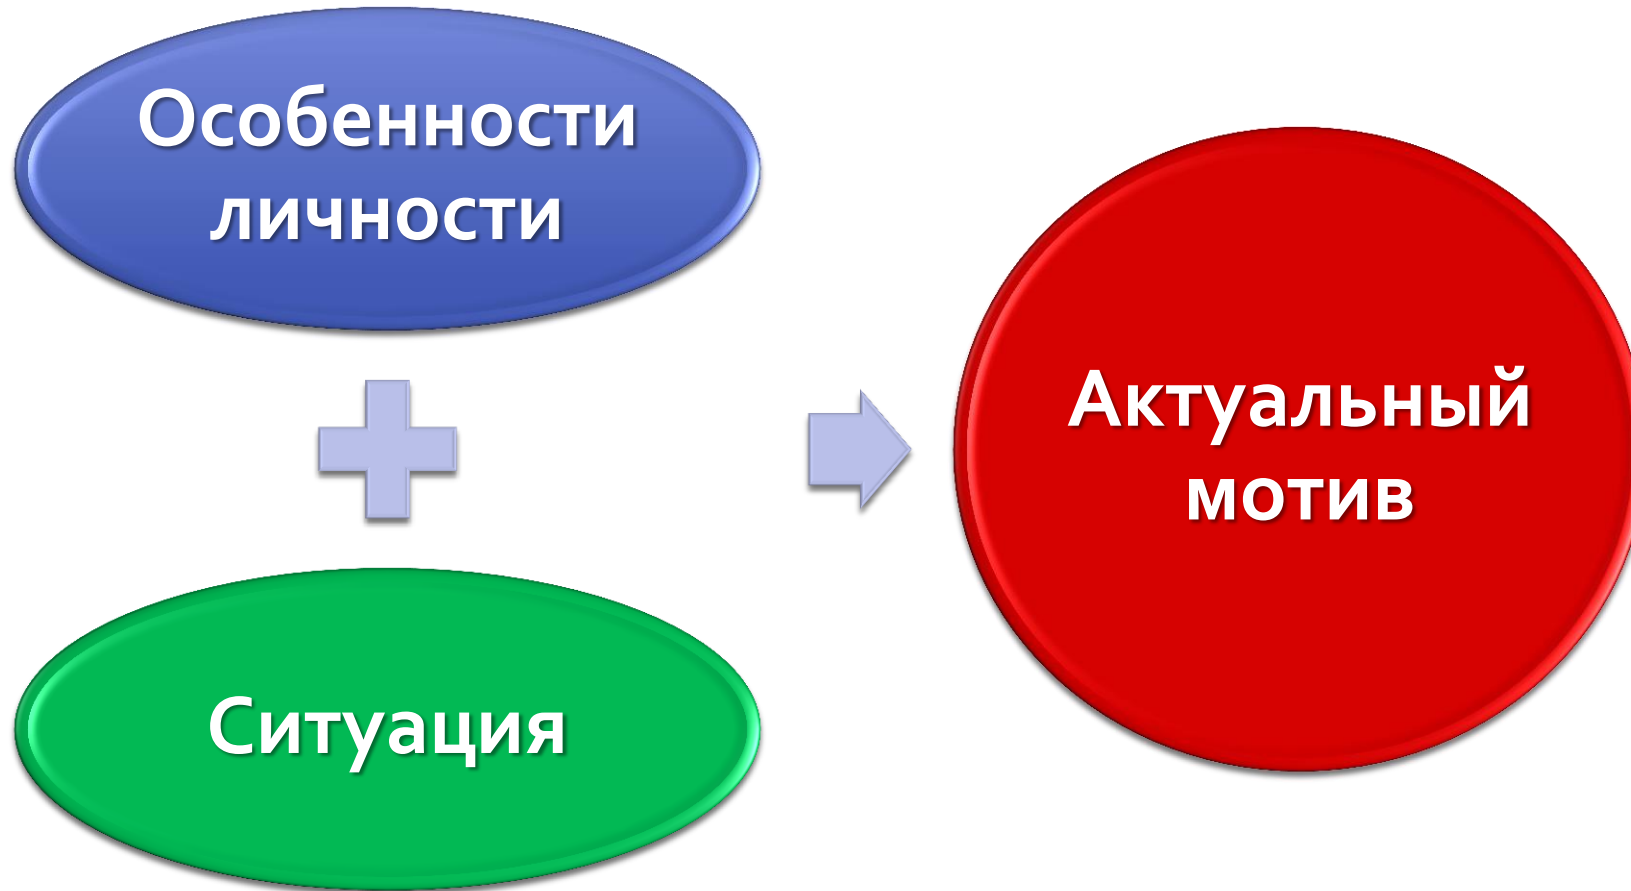 Особенности
личности
Ситуация
Актуальный
мотив